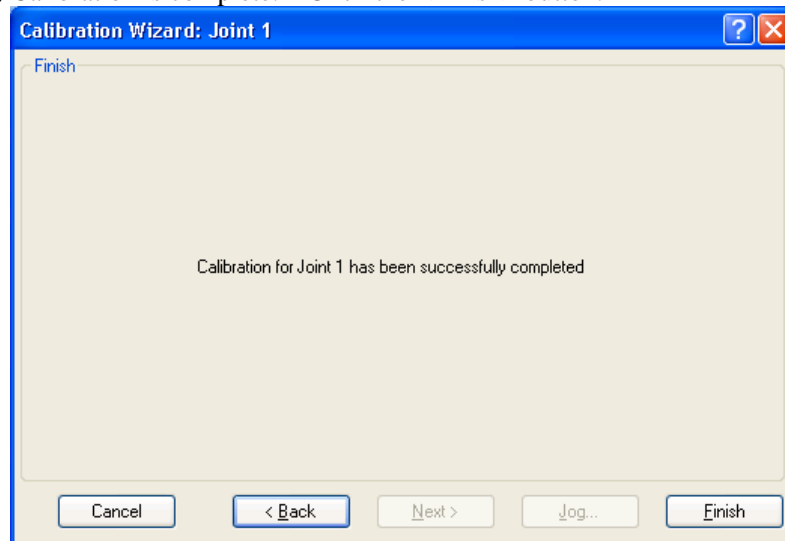 Calibration Wizard: Joint 1
Finish
Calibration for Joint 1 has been successfully completed
Cancel < Back Next > Jog... Finish